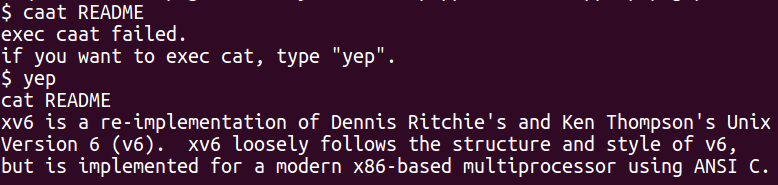 $ caat README
exec caat failed.
if you want to exec cat, type "yep".
$ yep
cat README
xv6 is a re-implementation of Dennis Ritchie's and Ken Thompson's Unix
Version 6 (v6).  xv6 loosely follows the structure and style of v6,
but is implemented for a modern x86-based multiprocessor using ANSI C.